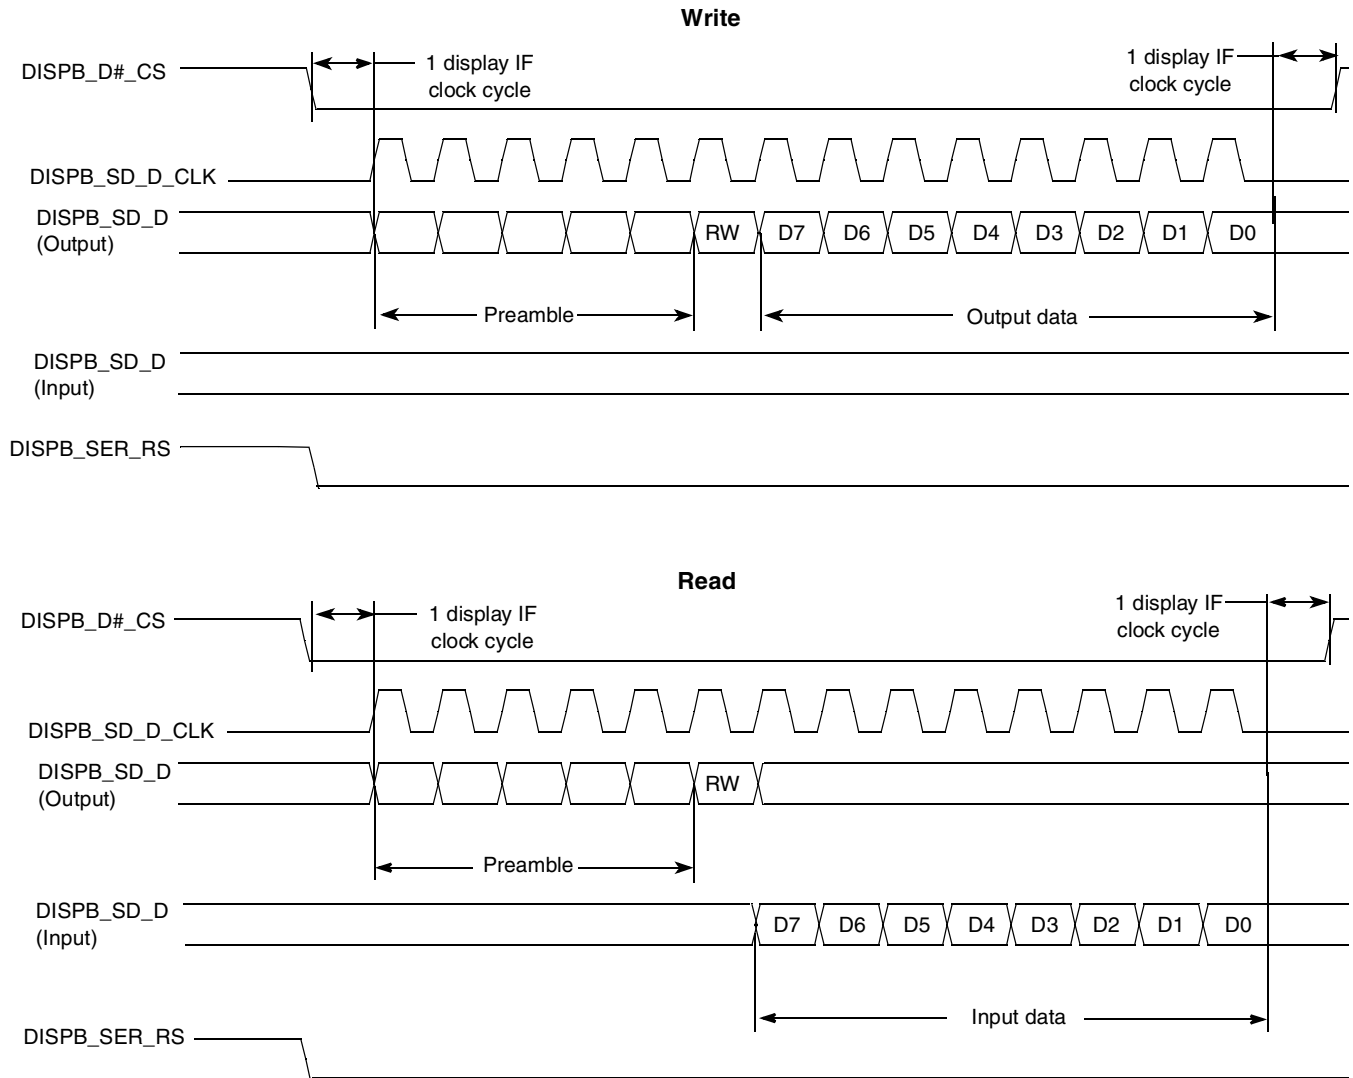 Write
DISPB_D#_CS
1 display IF
clock cycle
1 display IF
clock cycle
DISPB_SD_D_CLK
DISPB_SD_D
(Output)
RW D7 D6 D5 D4 D3 D2 D1 D0
Preamble
Output data
DISPB_SD_D
(Input)
DISPB_SER_RS
Read
DISPB_D#_CS
1 display IF
clock cycle
1 display IF
clock cycle
DISPB_SD_D_CLK
DISPB_SD_D
(Output)
RW
Preamble
DISPB_SD_D
(Input)
D7 D6 D5 D4 D3 D2 D1 D0
Input data
DISPB_SER_RS